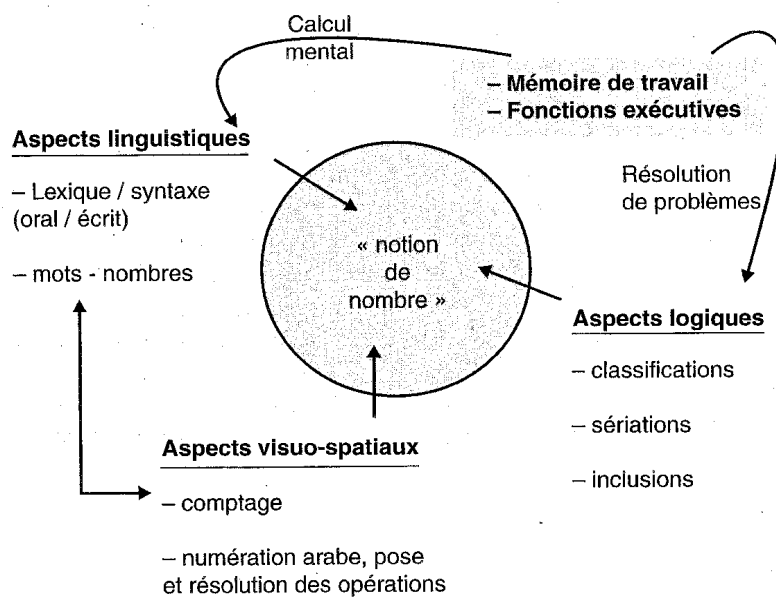 Calcul
mental
– Mémoire de travail
– Fonctions exécutives
Aspects linguistiques
– Lexique / syntaxe
(oral / écrit)
– mots - nombres
Résolution
de problèmes
« notion
de
nombre »
Aspects logiques
– classifications
– sériations
– inclusions
Aspects visuo-spatiaux
– comptage
– numération arabe, pose
et résolution des opérations